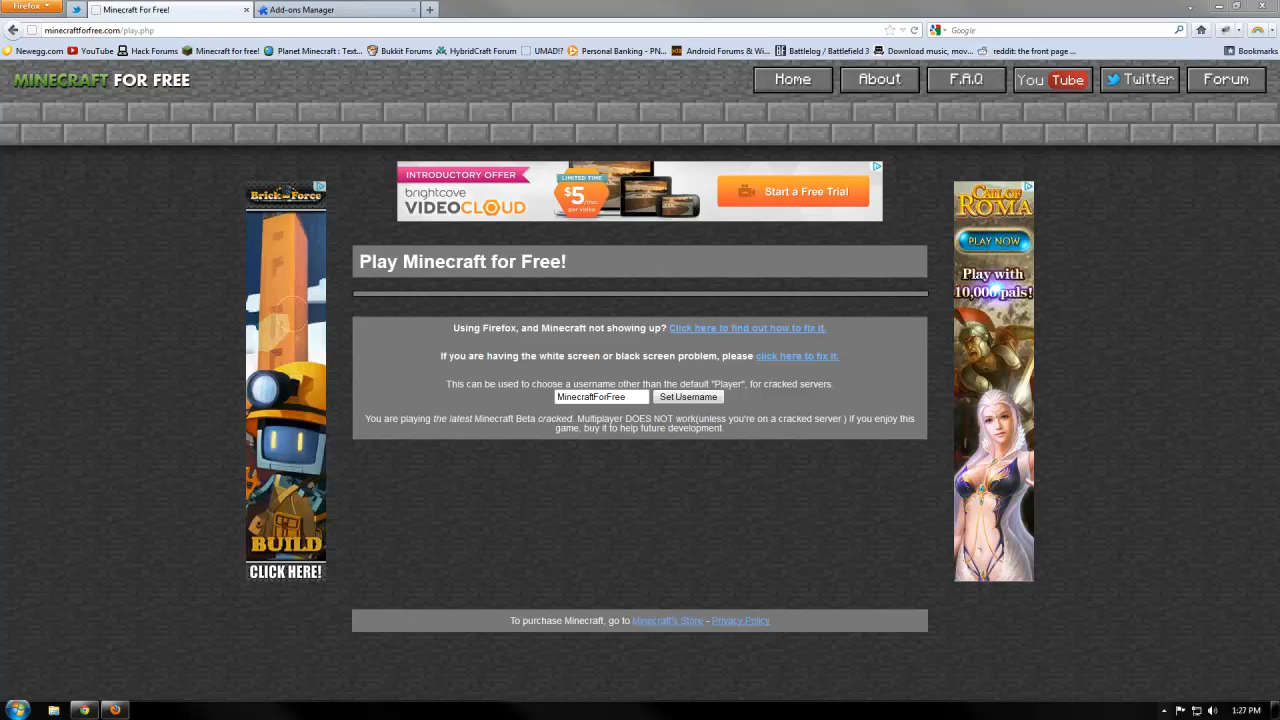 Firefox
Minecraft For Free!
Add-ons Manager
minecraftforfree.com/play.php
Google
Newegg.com
YouTube
Hack Forums
Minecraft for free!
Planet Minecraft : Text...
Bukkit Forums
HybridCraft Forum
UMAD!?
Personal Banking - PN...
Android Forums & Wi...
Battlelog / Battlefield 3
Download music, mov...
reddit: the front page ...
Bookmarks
MINECRAFT FOR FREE
Home
About
F.A.Q
You Tube
Twitter
Forum
INTRODUCTORY OFFER
brightcove
VIDEOCLOUD
LIMITED TIME
$5/mo.
per video
Start a Free Trial
Brick-Force
BUILD
CLICK HERE!
CALL OF
ROMA
PLAY NOW
Play with
10,000 pals!
Play Minecraft for Free!
Using Firefox, and Minecraft not showing up? Click here to find out how to fix it.
If you are having the white screen or black screen problem, please click here to fix it.
This can be used to choose a username other than the default "Player", for cracked servers.
MinecraftForFree
Set Username
You are playing the latest Minecraft Beta cracked. Multiplayer DOES NOT work(unless you're on a cracked server.) If you enjoy this
game, buy it to help future development.
To purchase Minecraft, go to Minecraft's Store - Privacy Policy
1:27 PM